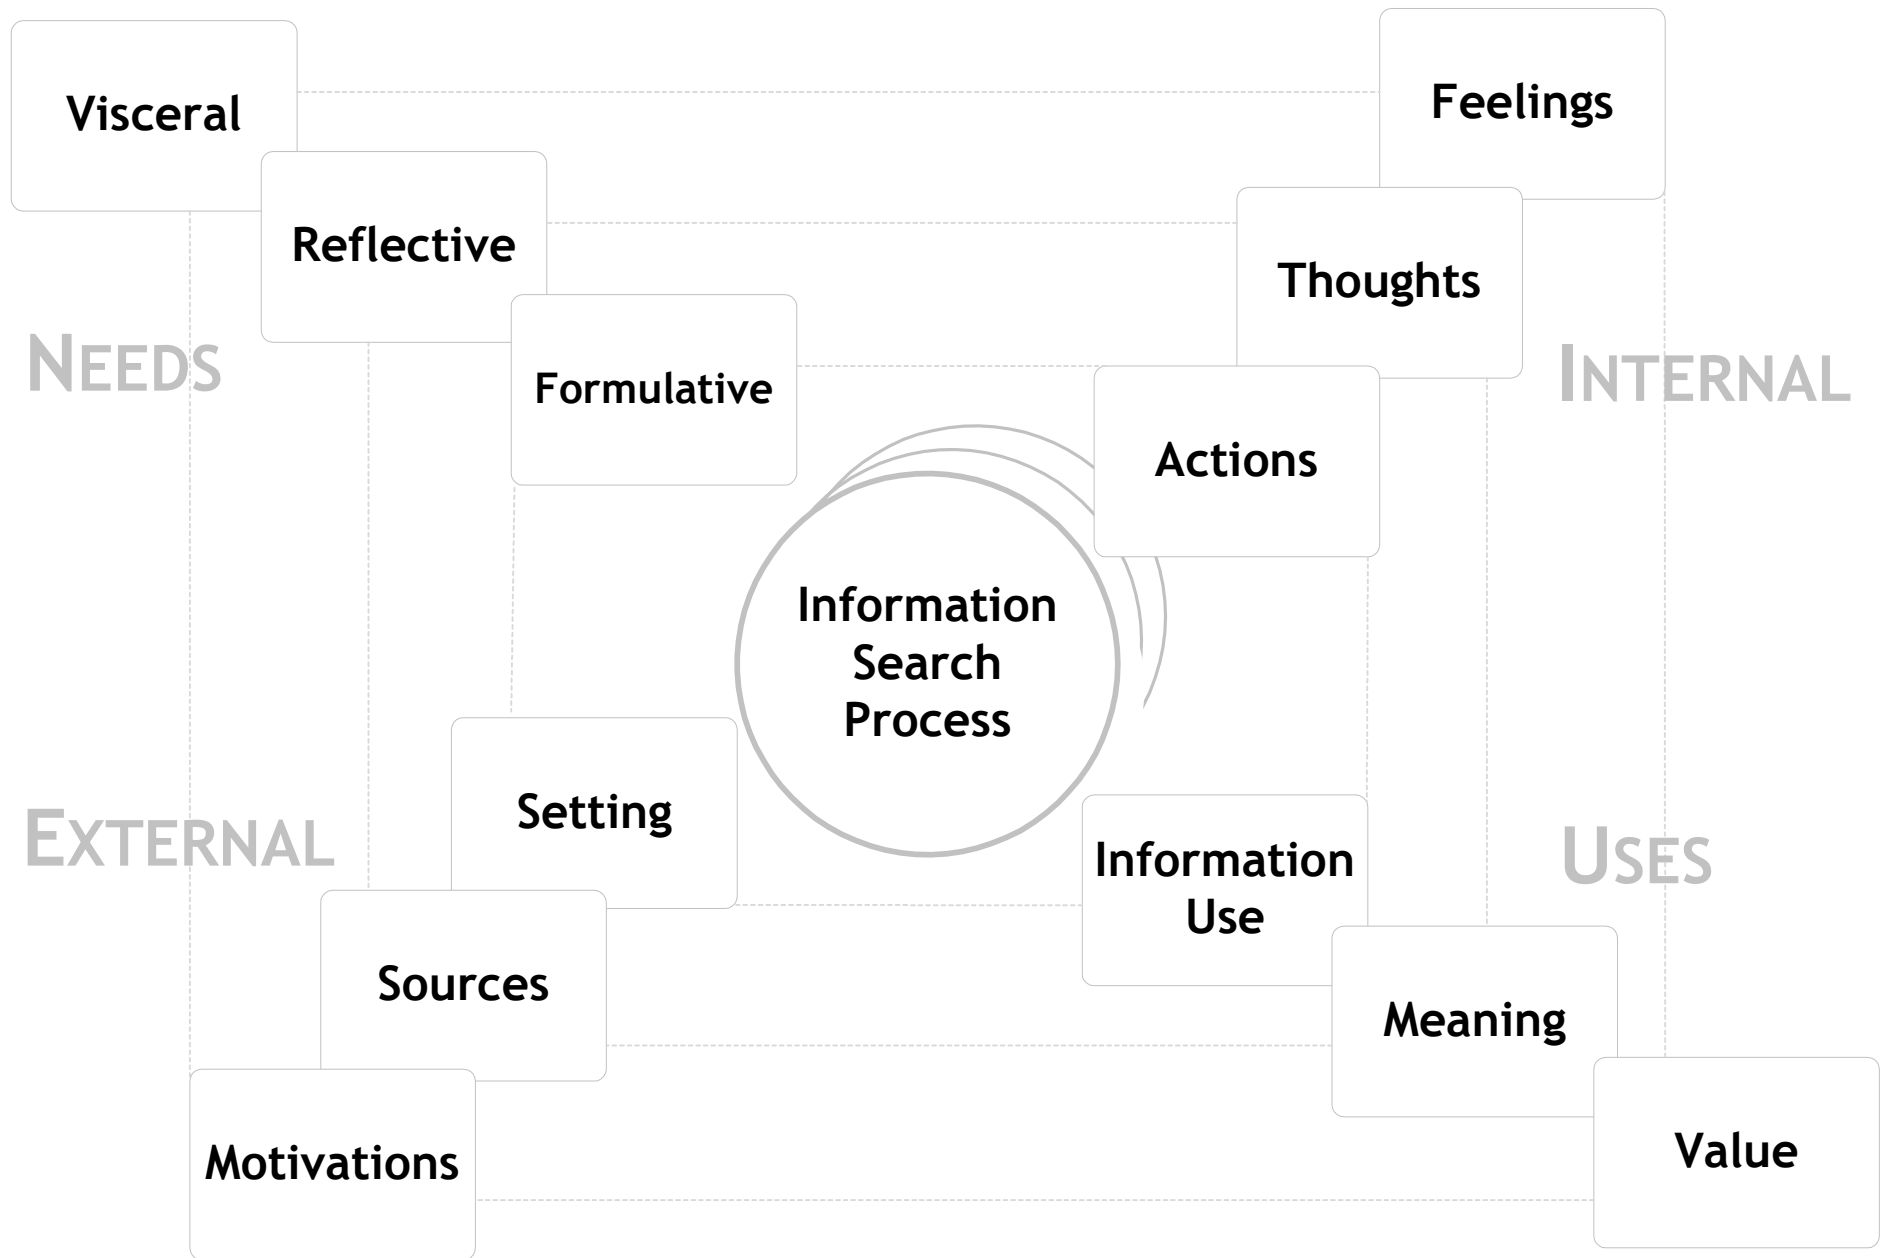 Visceral
Feelings
Reflective
Thoughts
NEEDS
INTERNAL
Formulative
Actions
Information
Search
Process
Setting
EXTERNAL
Information
Use
USES
Sources
Meaning
Motivations
Value